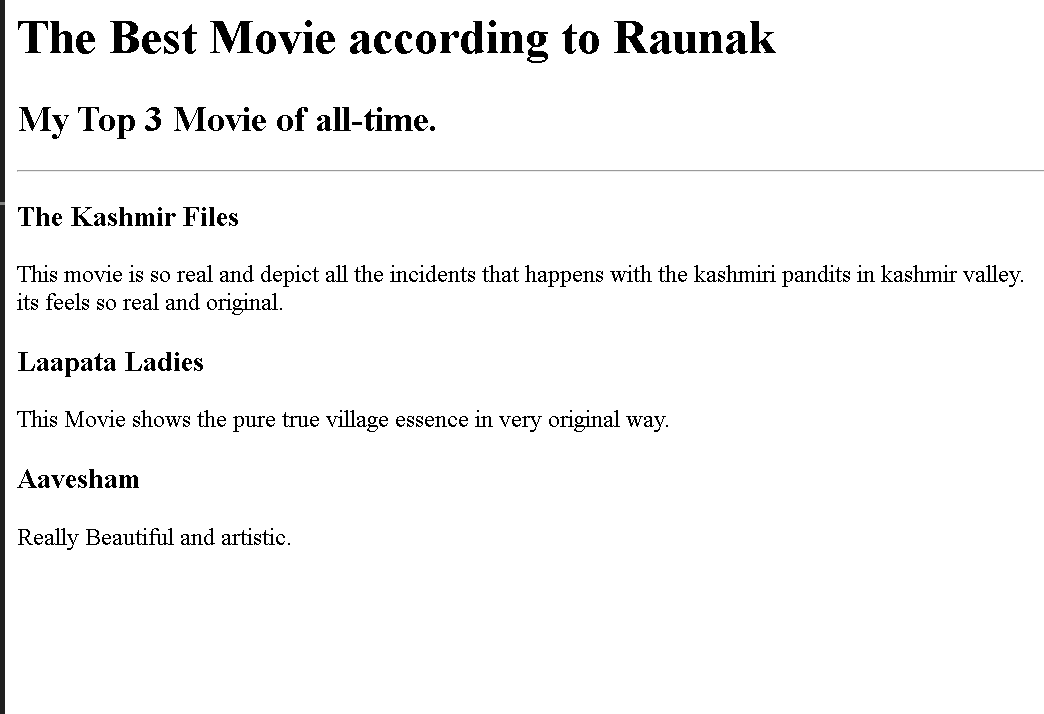 The Best Movie according to Raunak
My Top 3 Movie of all-time.
The Kashmir Files
This movie is so real and depict all the incidents that happens with the kashmiri pandits in kashmir valley.
its feels so real and original.
Laapata Ladies
This Movie shows the pure true village essence in very original way.
Aavesham
Really Beautiful and artistic.